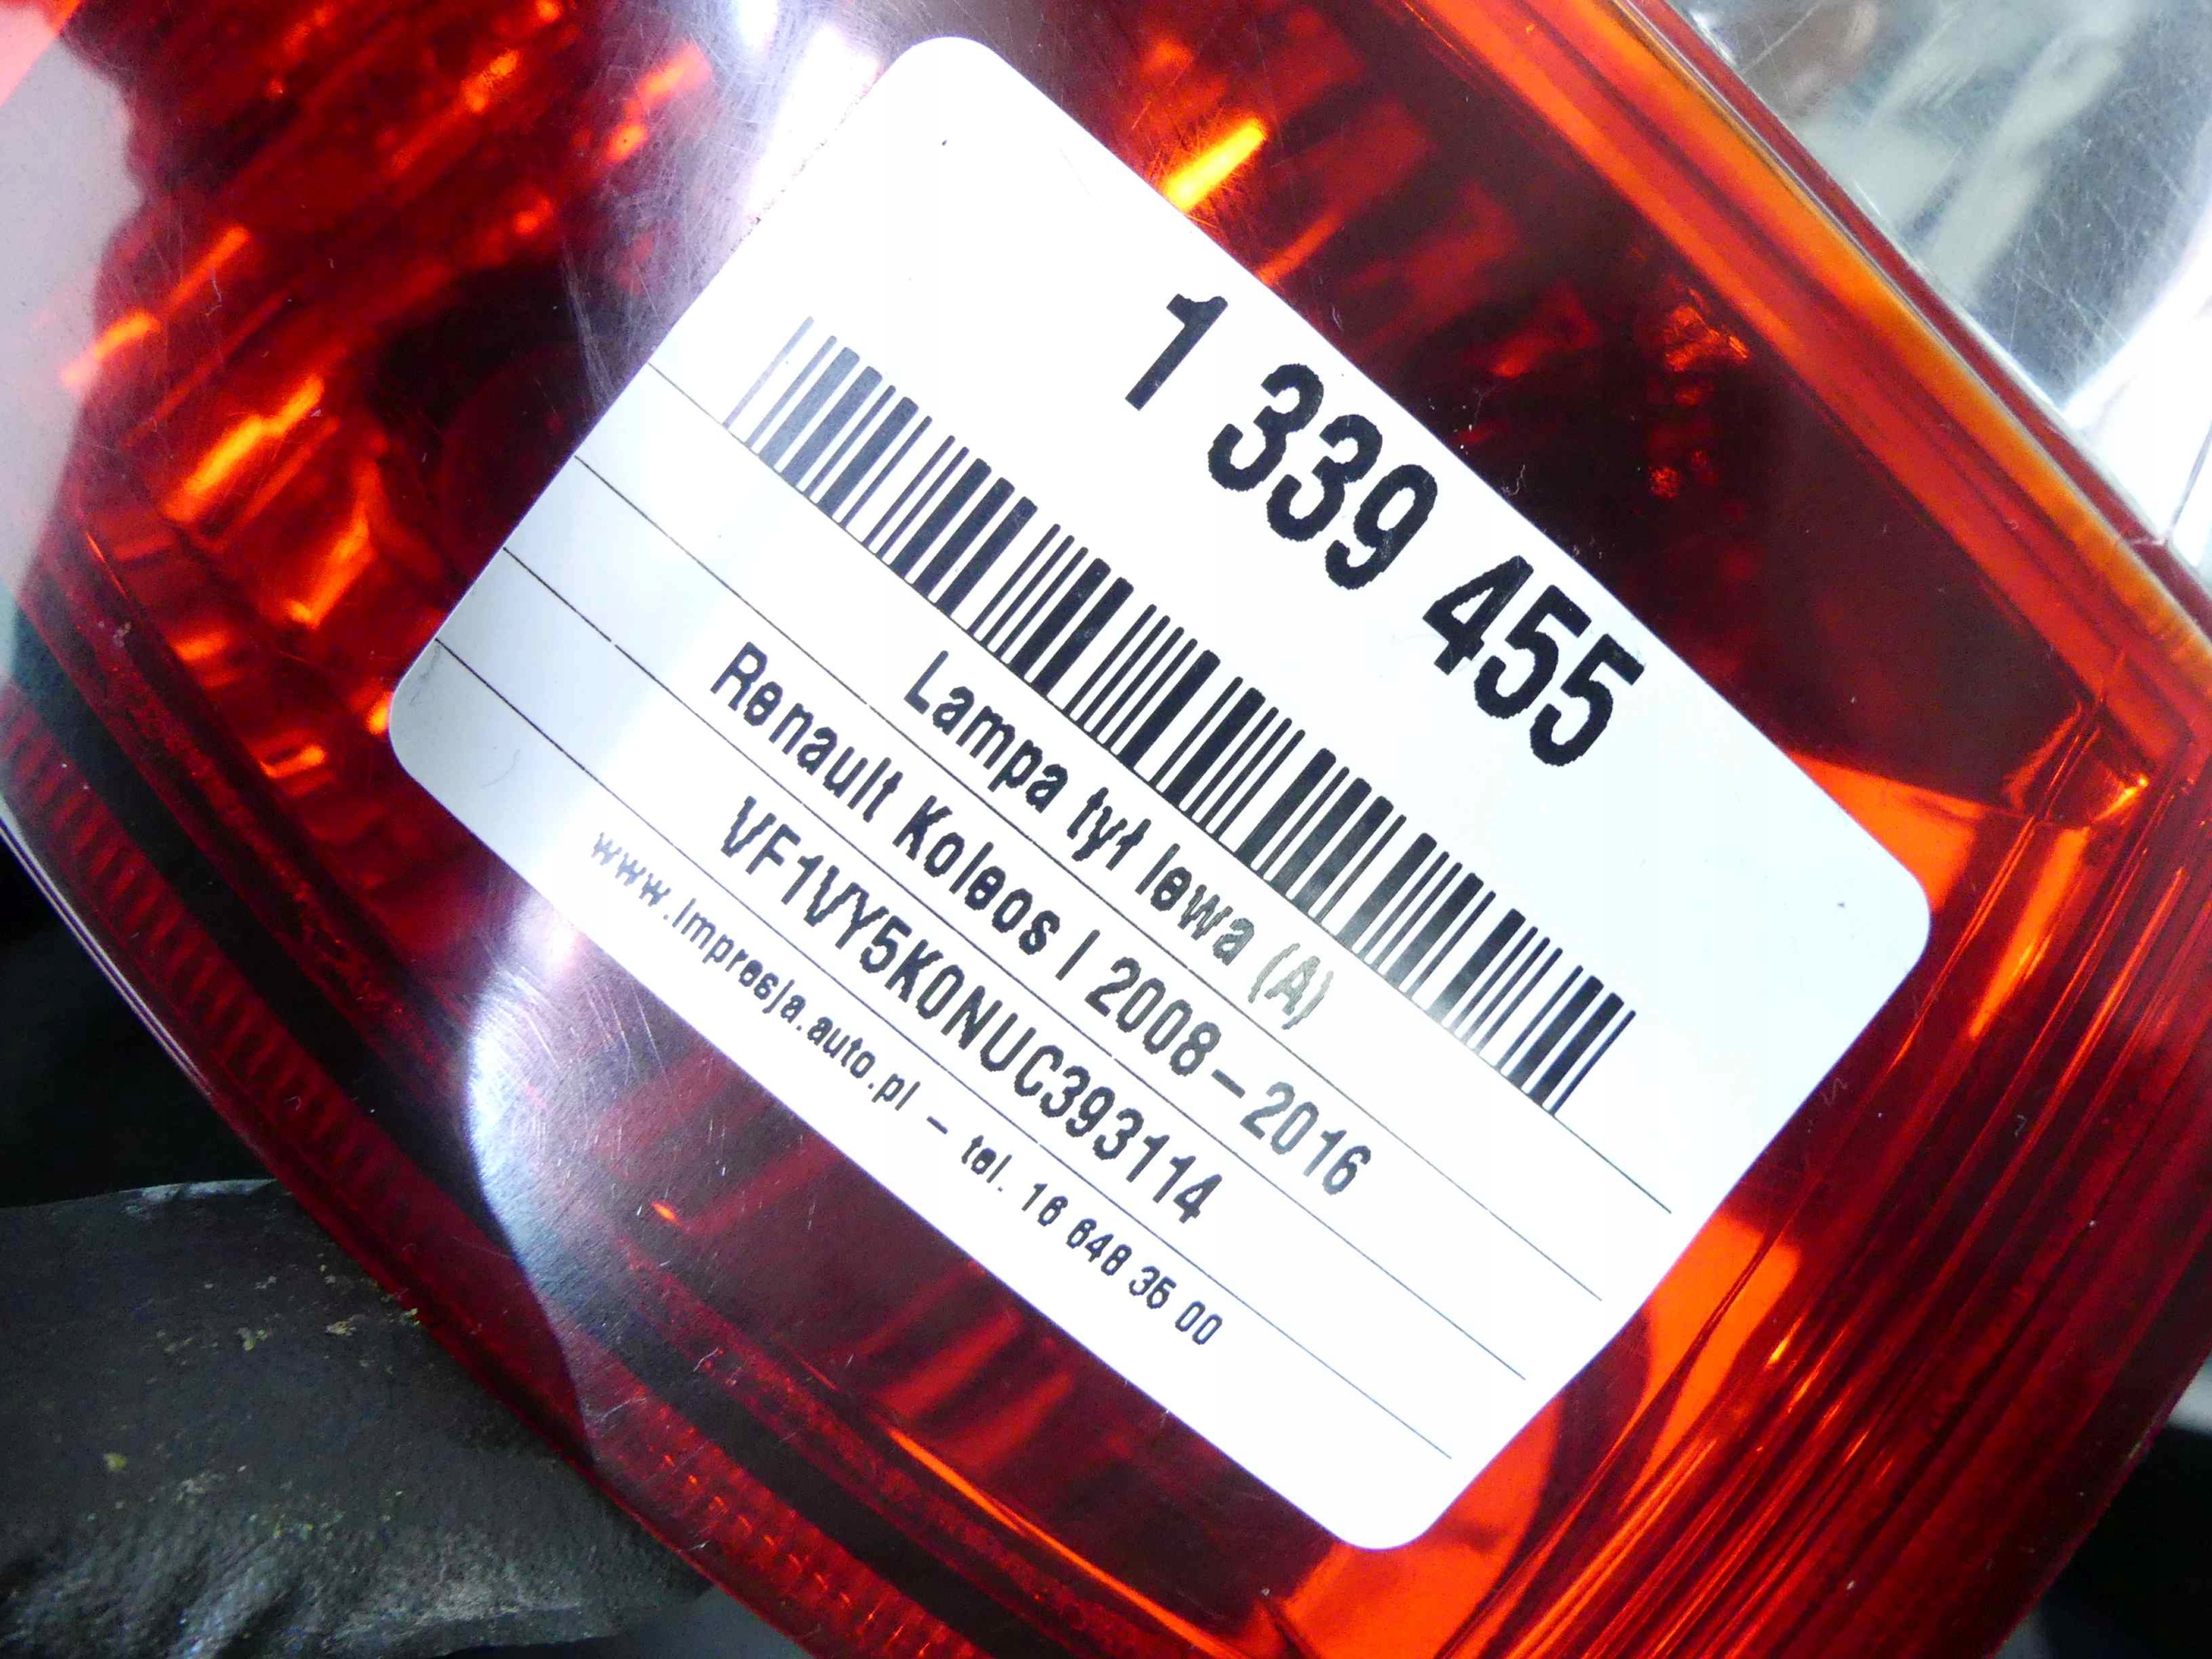 1 339 455
Lampa tył lewa (A)
Renault Koleos I 2008-2016
VF1VY5K0NUC393114
www.impresja.auto.pl - tel. 16 648 35 00